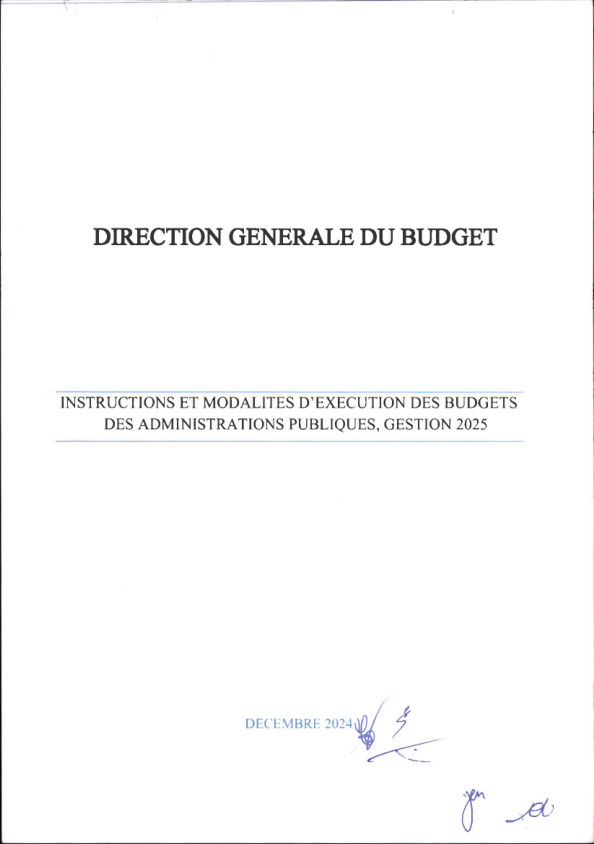 DIRECTION GENERALE DU BUDGET
INSTRUCTIONS ET MODALITES D'EXECUTION DES BUDGETS
DES ADMINISTRATIONS PUBLIQUES, GESTION 2025
DECEMBRE 2024